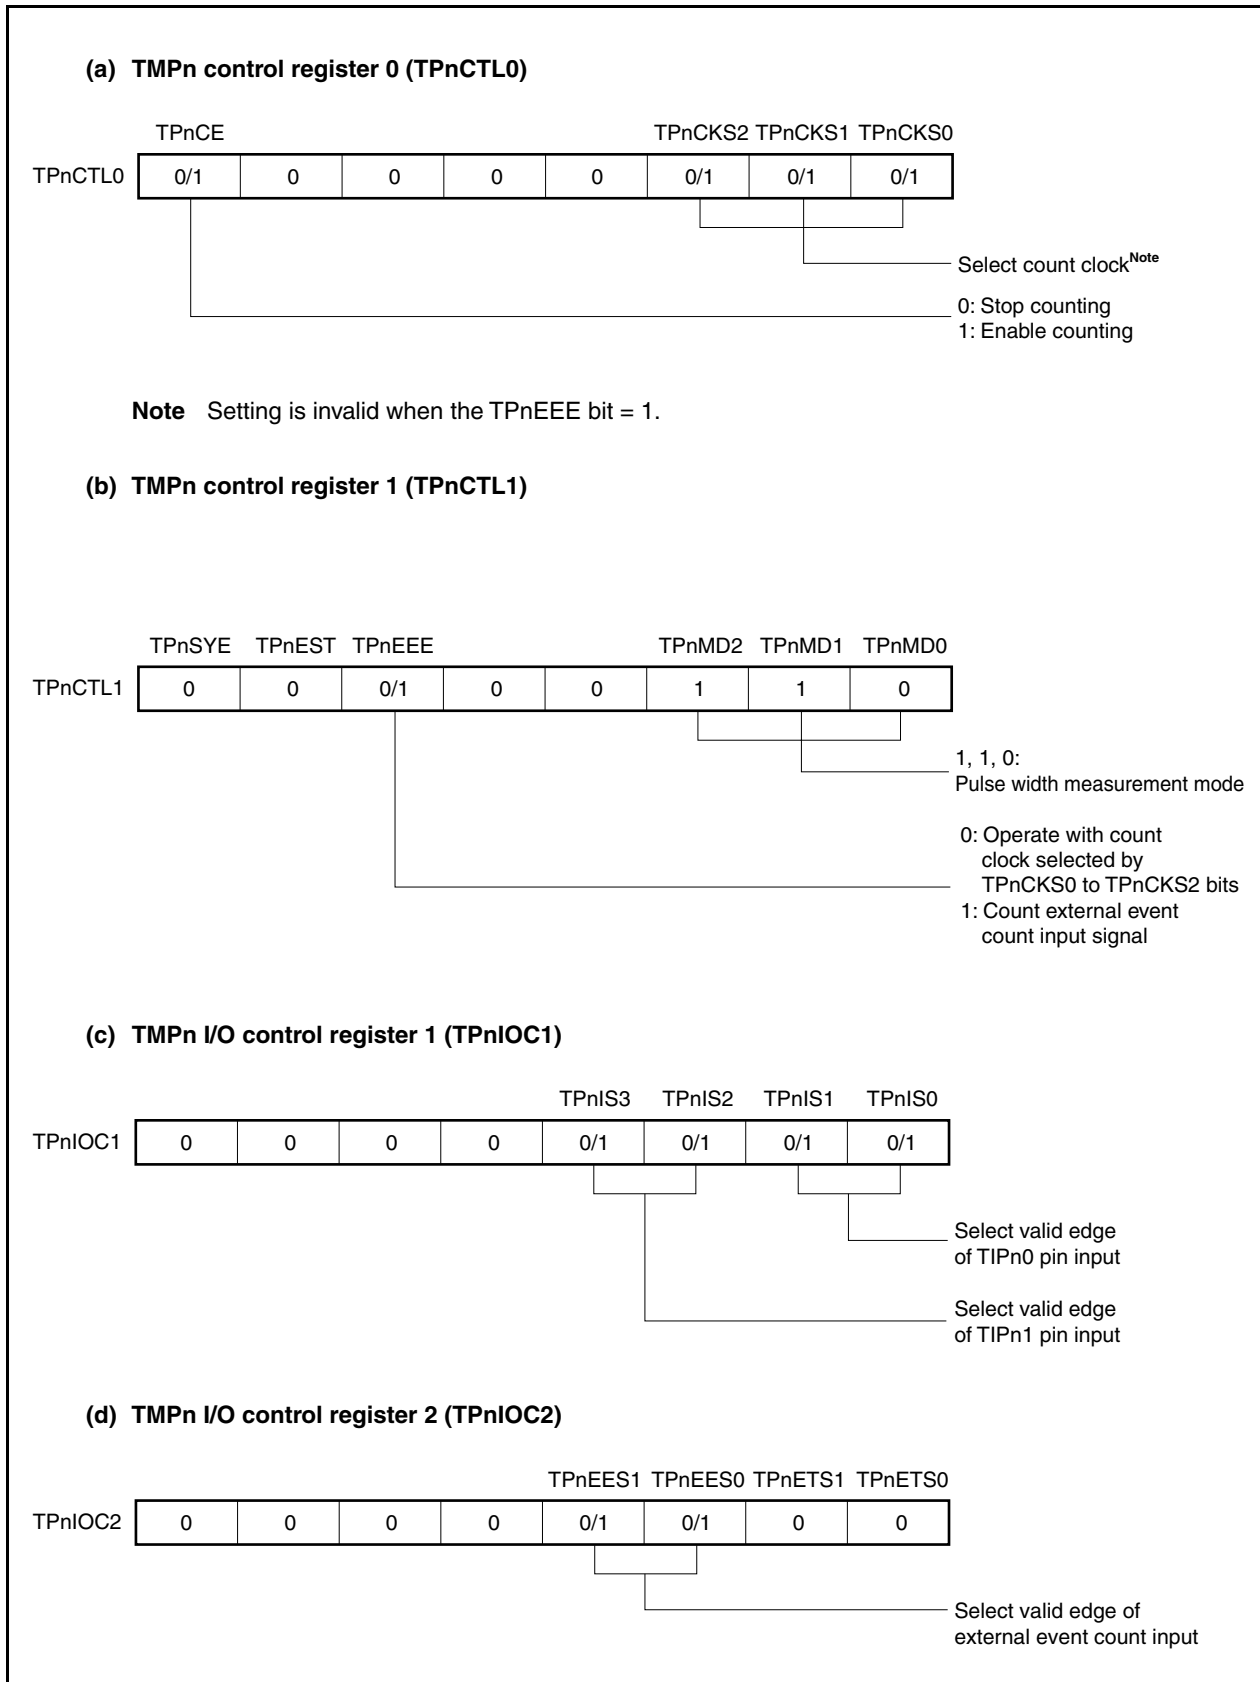 (a) TMPn control register 0 (TPnCTL0)
TPnCE TPnCKS2 TPnCKS1 TPnCKS0
TPnCTL0 0/1 0 0 0 0 0/1 0/1 0/1
Select count clockNote
0: Stop counting
1: Enable counting
Note Setting is invalid when the TPnEEE bit = 1.
(b) TMPn control register 1 (TPnCTL1)
TPnSYE TPnEST TPnEEE TPnMD2 TPnMD1 TPnMD0
TPnCTL1 0 0 0/1 0 0 1 1 0
1, 1, 0:
Pulse width measurement mode
0: Operate with count
clock selected by
TPnCKS0 to TPnCKS2 bits
1: Count external event
count input signal
(c) TMPn I/O control register 1 (TPnIOC1)
TPnIS3 TPnIS2 TPnIS1 TPnIS0
TPnIOC1 0 0 0 0 0/1 0/1 0/1 0/1
Select valid edge
of TIPn0 pin input
Select valid edge
of TIPn1 pin input
(d) TMPn I/O control register 2 (TPnIOC2)
TPnEES1 TPnEES0 TPnETS1 TPnETS0
TPnIOC2 0 0 0 0 0/1 0/1 0 0
Select valid edge of
external event count input